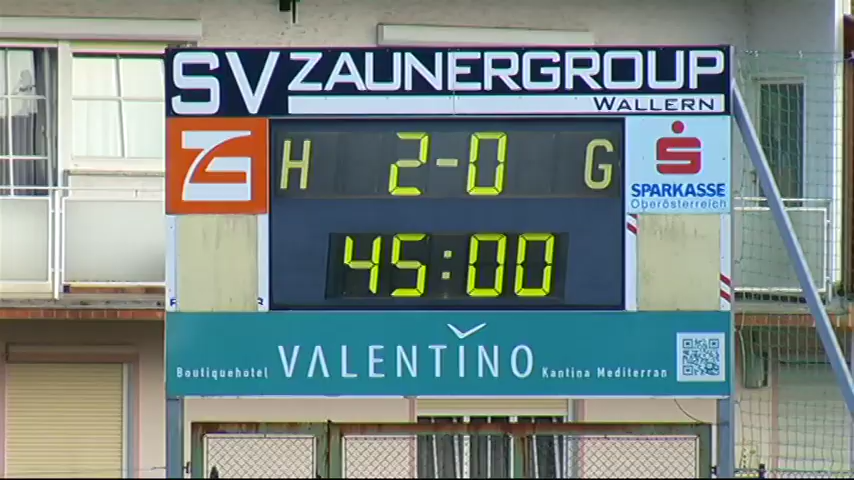 SV ZAUNERGROUP
WALLERN
H 2-0 G
SPARKASSE
Oberösterreich
45:00
Boutiquehotel VALENTINO Kantina Mediterran